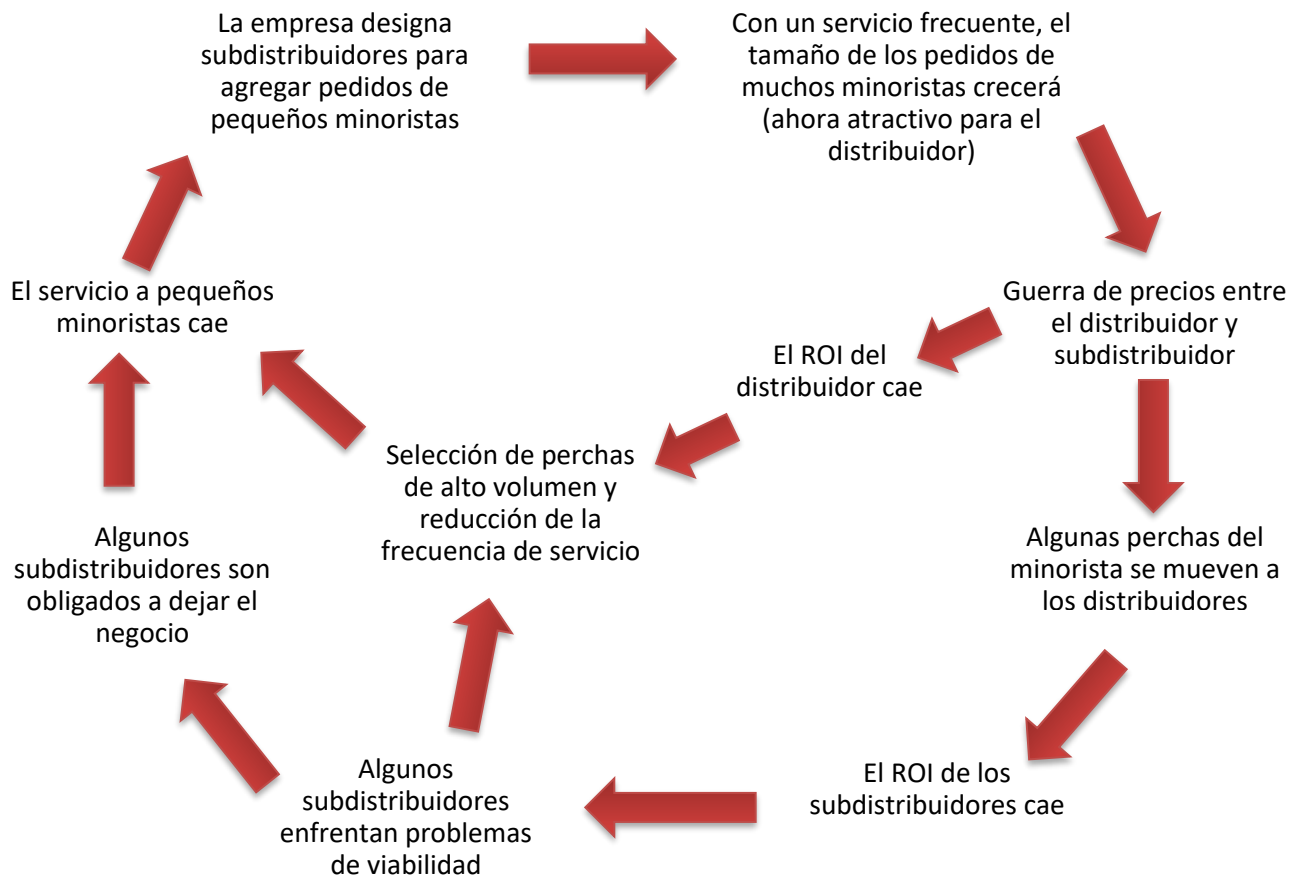 La empresa designa
subdistribuidores para
agregar pedidos de
pequeños minoristas
Con un servicio frecuente, el
tamaño de los pedidos de
muchos minoristas crecerá
(ahora atractivo para el
distribuidor)
Guerra de precios entre
el distribuidor y
subdistribuidor
El ROI del
distribuidor cae
Algunas perchas del
minorista se mueven a
los distribuidores
El ROI de los
subdistribuidores cae
Algunos
subdistribuidores
enfrentan problemas
de viabilidad
Selección de perchas
de alto volumen y
reducción de la
frecuencia de servicio
Algunos
subdistribuidores son
obligados a dejar el
negocio
El servicio a pequeños
minoristas cae